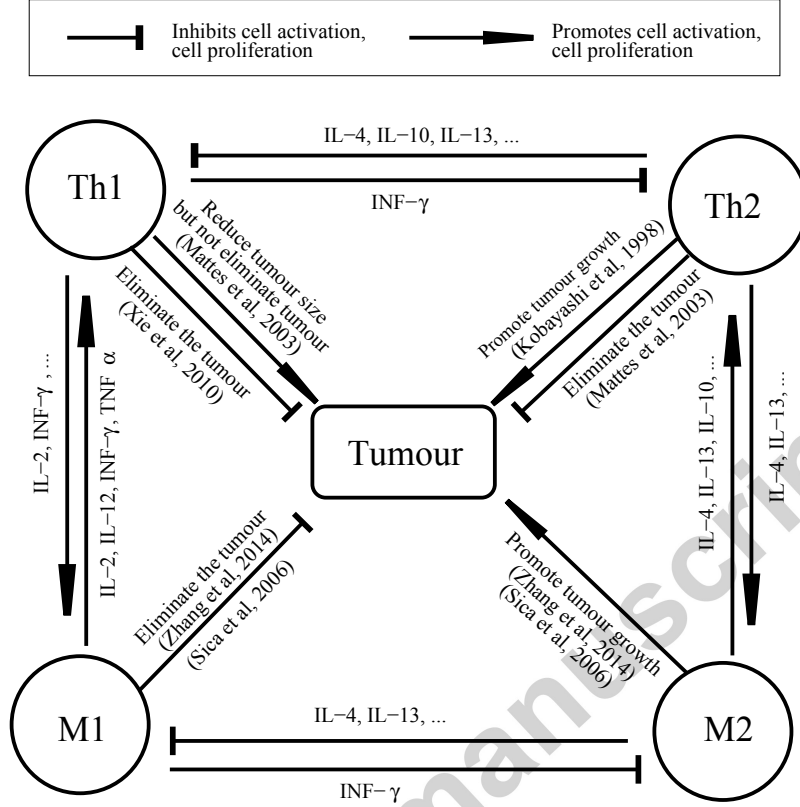 Inhibits cell activation,
cell proliferation
Promotes cell activation,
cell proliferation
IL−4, IL−10, IL−13, ...
INF−γ
Th1
Th2
Reduce tumour size
but not eliminate tumour
(Mattes et al, 2003)
Eliminate the tumour
(Xie et al, 2010)
Promote tumour growth
(Kobayashi et al, 1998)
Eliminate the tumour
(Mattes et al, 2003)
IL−2, INF−γ , ...
IL−2, IL−12, INF−γ, TNF α
Tumour
IL−4, IL−13, IL−10, ...
IL−4, IL−13, ...
Eliminate the tumour
(Zhang et al, 2014)
(Sica et al, 2006)
Promote tumour growth
(Zhang et al, 2014)
(Sica et al, 2006)
M1
M2
IL−4, IL−13, ...
INF−γ
manuscrip